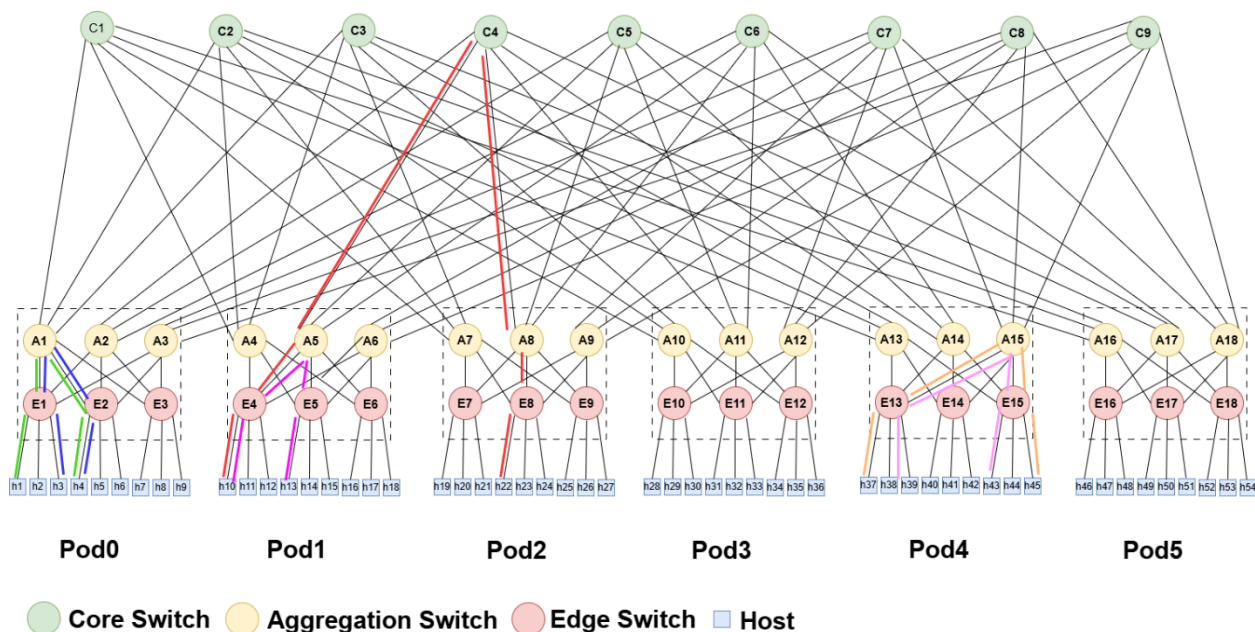 C1 C2 C3 C4 C5 C6 C7 C8 C9
A1 A2 A3 A4 A5 A6 A7 A8 A9 A10 A11 A12 A13 A14 A15 A16 A17 A18
E1 E2 E3 E4 E5 E6 E7 E8 E9 E10 E11 E12 E13 E14 E15 E16 E17 E18
h1 h2 h3 h4 h5 h6 h7 h8 h9 h10 h11 h12 h13 h14 h15 h16 h17 h18 h19 h20 h21 h22 h23 h24 h25 h26 h27 h28 h29 h30 h31 h32 h33 h34 h35 h36 h37 h38 h39 h40 h41 h42 h43 h44 h45 h46 h47 h48 h49 h50 h51 h52 h53 h54
Pod0 Pod1 Pod2 Pod3 Pod4 Pod5
Core Switch Aggregation Switch Edge Switch Host